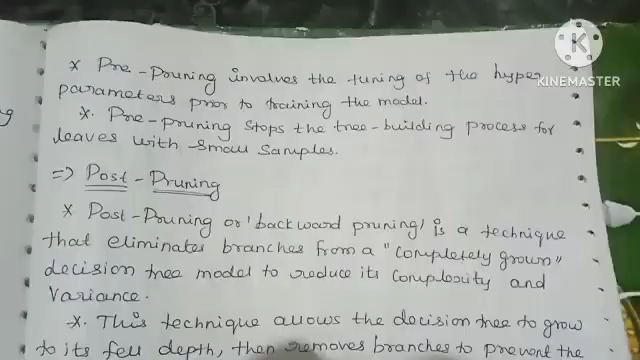 * Pre-Pruning involves the tuning of the hyper
parameters prior to training the model.
*. Pre-pruning stops the tree-building process for
leaves with small samples.
=> Post-Pruning
* Post-Pruning or 'backward pruning' is a technique
that eliminates branches from a "completely grown"
decision tree model to reduce its complexity and
variance.
*. This technique allows the decision tree to grow
to its full depth, then removes branches to prevent the
KINEMASTER